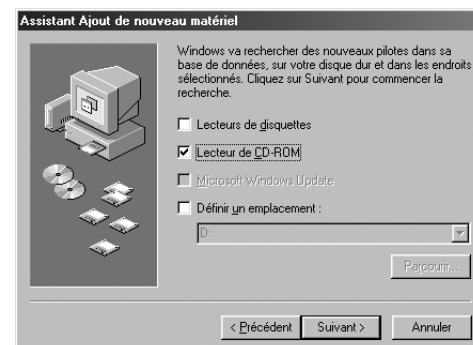 Assistant Ajout de nouveau matériel
Windows va rechercher des nouveaux pilotes dans sa
base de données, sur votre disque dur et dans les endroits
sélectionnés. Cliquez sur Suivant pour commencer la
recherche.
Lecteurs de disquettes
Lecteur de CD-ROM
Microsoft Windows Update
Définir un emplacement :
D:
Parcourir...
< Précédent Suivant > Annuler